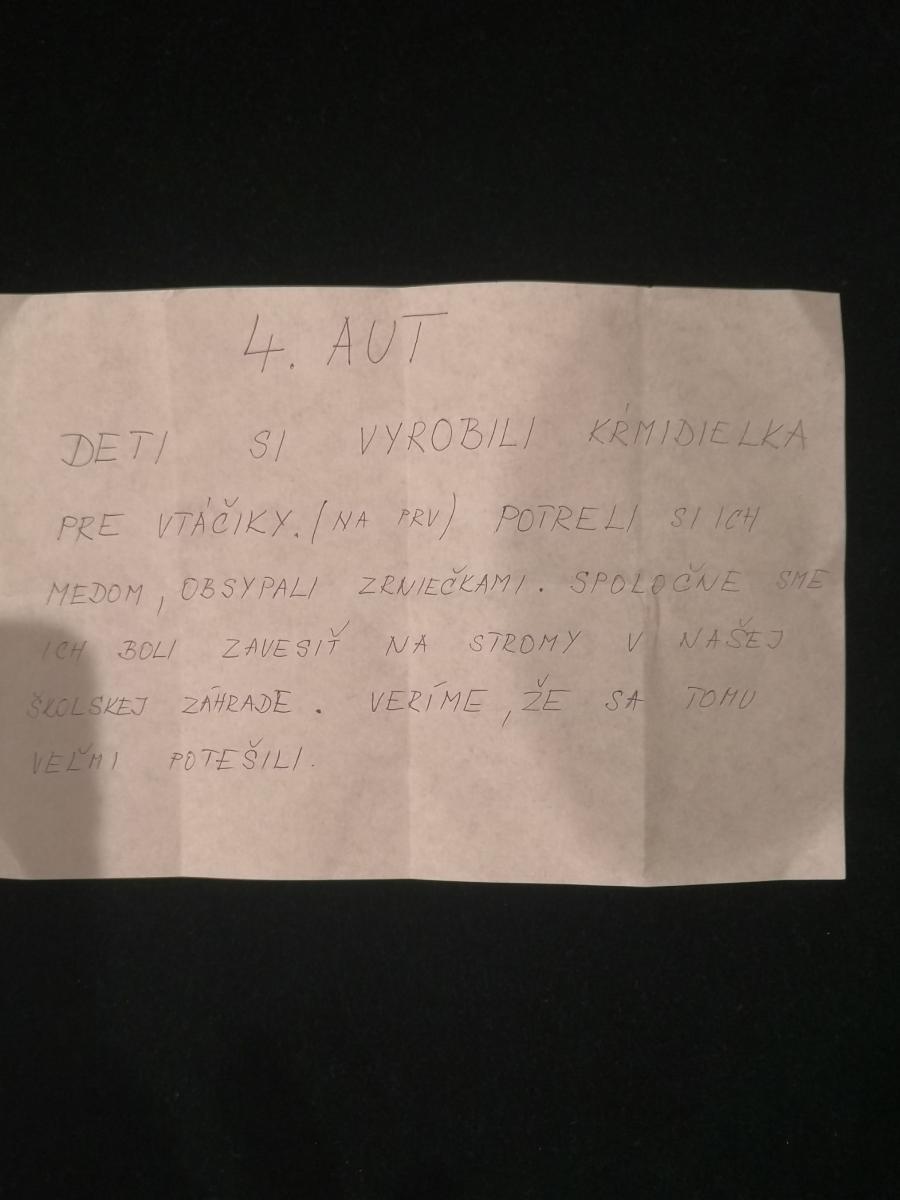 4. AUT
DETI SI VYROBILI KŔMIDIELKA
PRE VTÁČIKY. (NA PRV) POTRELI SI ICH
MEDOM, OBSYPALI ZRNIEČKAMI. SPOLOČNE SME
ICH BOLI ZAVESIŤ NA STROMY V NAŠEJ
ŠKOLSKEJ ZÁHRADE. VERÍME, ŽE SA TOMU
VEĽMI POTEŠILI.